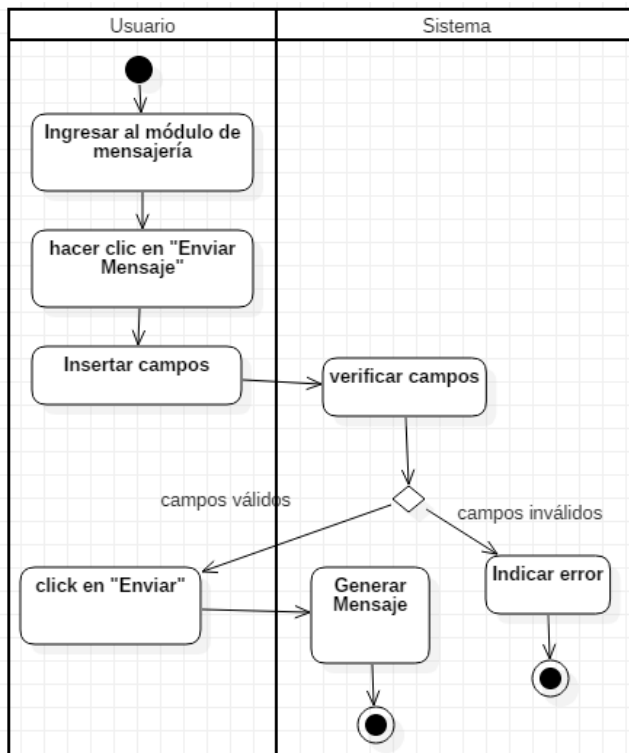 Usuario
Sistema
Ingresar al módulo de
mensajería
hacer clic en "Enviar
Mensaje"
Insertar campos
verificar campos
campos válidos
campos inválidos
click en "Enviar"
Generar
Mensaje
Indicar error